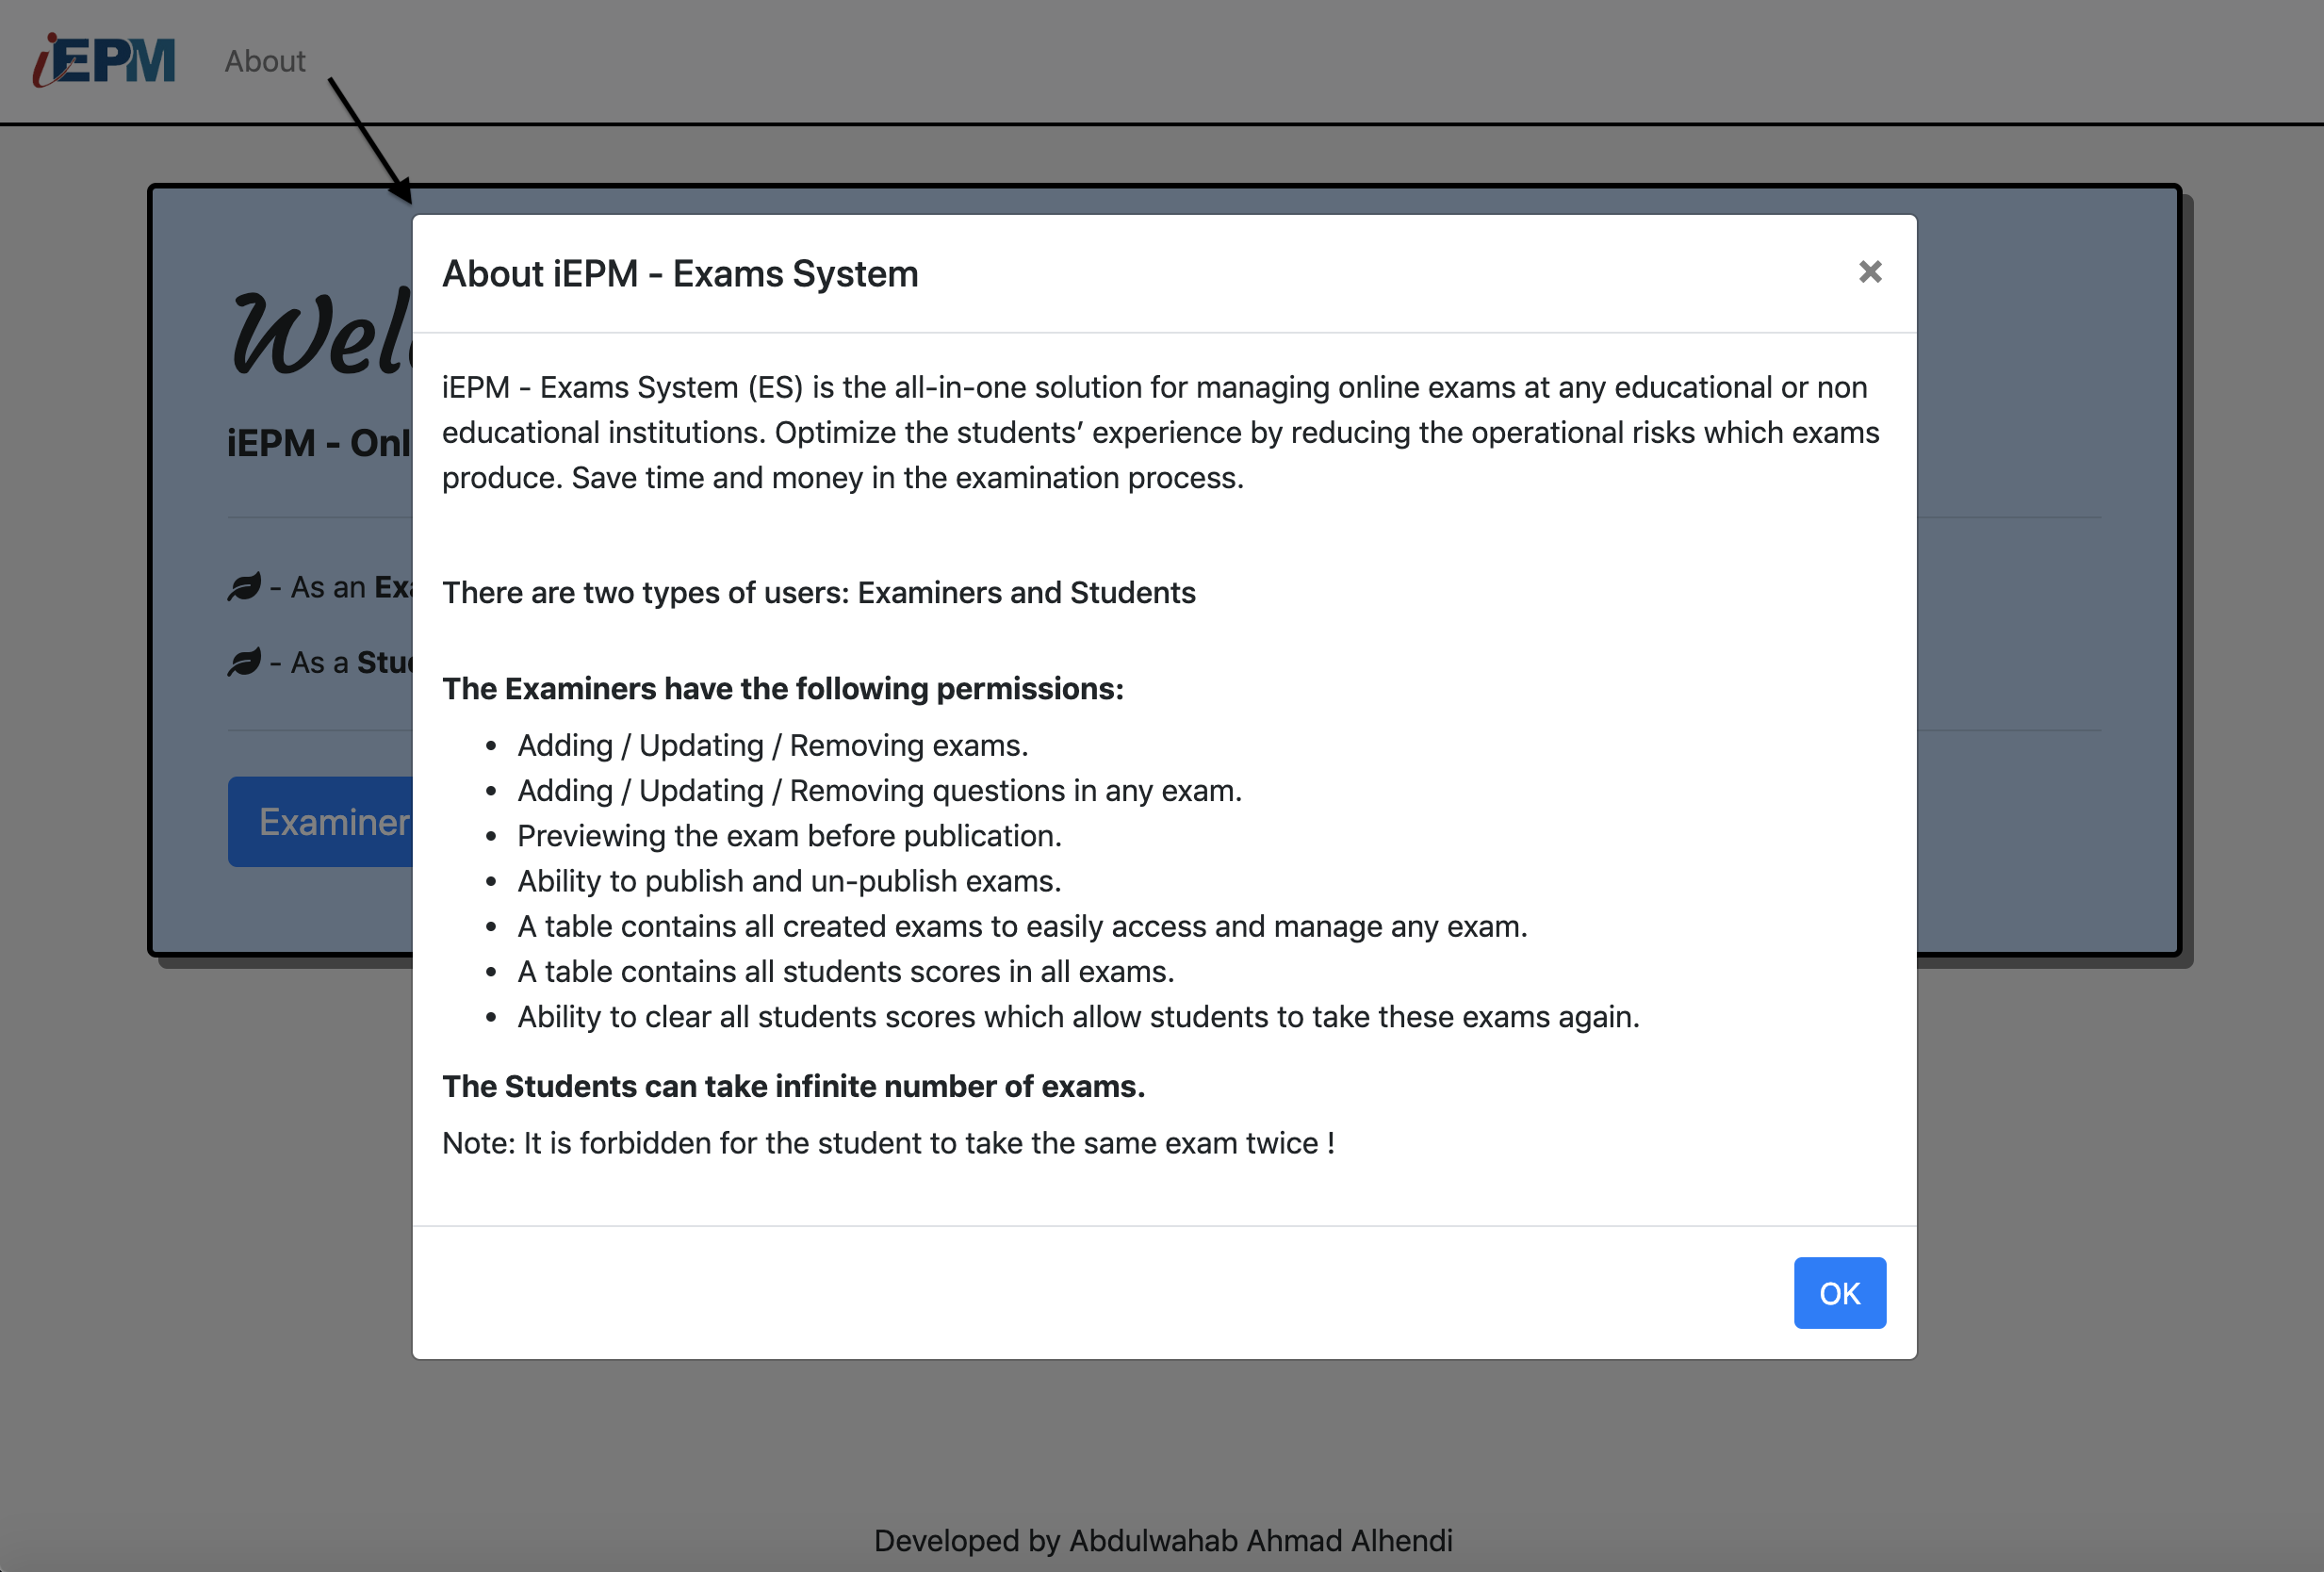 iEPM
About
About iEPM - Exams System
×
iEPM - Exams System (ES) is the all-in-one solution for managing online exams at any educational or non
educational institutions. Optimize the students’ experience by reducing the operational risks which exams
produce. Save time and money in the examination process.
There are two types of users: Examiners and Students
The Examiners have the following permissions:
• Adding / Updating / Removing exams.
• Adding / Updating / Removing questions in any exam.
• Previewing the exam before publication.
• Ability to publish and un-publish exams.
• A table contains all created exams to easily access and manage any exam.
• A table contains all students scores in all exams.
• Ability to clear all students scores which allow students to take these exams again.
The Students can take infinite number of exams.
Note: It is forbidden for the student to take the same exam twice !
OK
iEPM -
- As an
- As a
Examiner
Developed by Abdulwahab Ahmad Alhendi